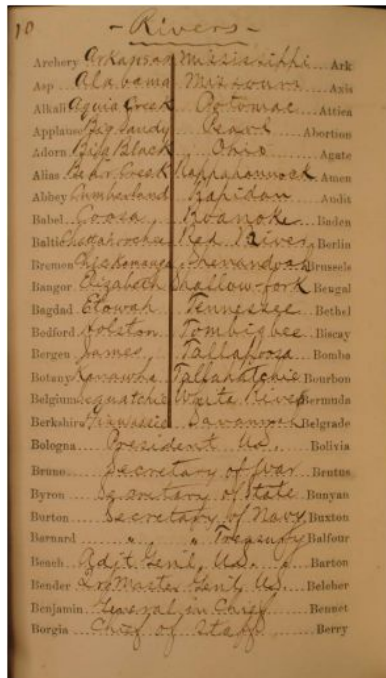 10 - Rivers -
Archery Arkansas Mississippi Ark
Asp Alabama Missouri Axis
Alkali Aquia Creek Potomac Attica
Applause Big Sandy Pearl Abortion
Adorn Big Black Ohio Agate
Alias Bear Creek Rappahannock Amen
Abbey Cumberland Rapidan Audit
Babel Coosa Roanoke Baden
Baltic Chattahoochee Red River Berlin
Bremen Chickamauga Shenandoah Brussels
Bangor Elizabeth Shallow-fork Bengal
Bagdad Etowah Tennessee Bethel
Bedford Holston Tombigbee Biscay
Bergen James Tallapoosa Bomba
Botany Kanawha Tallahatchie Bourbon
Belgium Sequatchie White River Bermuda
Berkshire Hiawassie Savannah Belgrade
Bologna President U.S. Bolivia
Bruno Secretary of War Brutus
Byron Secretary of State Bunyan
Burton Secretary of Navy Buxton
Barnard " " Treasury Balfour
Beach Adjt Genl, U.S. Barton
Bender Qr Master Genl, U.S. Belcher
Benjamin General in Chief Bennet
Borgia Chief of Staff Berry